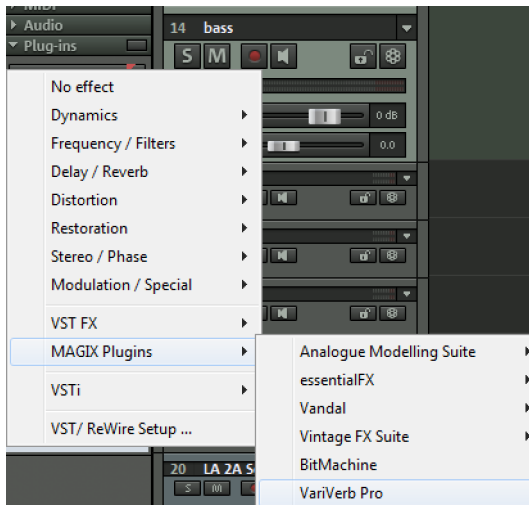 MIDI
Audio
Plug-ins
14 bass
S M
0 dB
0.0
No effect
Dynamics
Frequency / Filters
Delay / Reverb
Distortion
Restoration
Stereo / Phase
Modulation / Special
VST FX
MAGIX Plugins
VSTi
VST/ ReWire Setup ...
Analogue Modelling Suite
essentialFX
Vandal
Vintage FX Suite
BitMachine
VariVerb Pro
20 LA 2A
S M